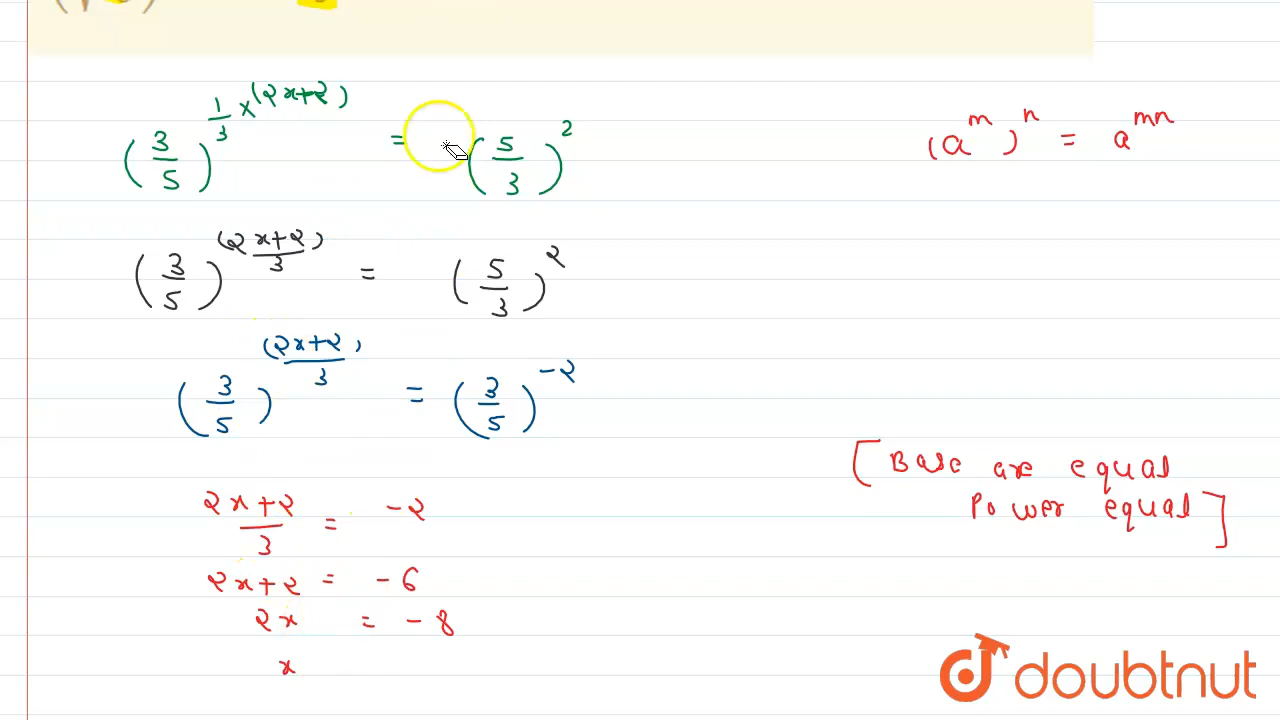 (3/5)^(1/3 × (2x+2)) = (5/3)^2
(a^m)^n = a^mn
(3/5)^((2x+2)/3) = (5/3)^2
(3/5)^((2x+2)/3) = (3/5)^-2
[Base are equal
Power equal]
(2x+2)/3 = -2
2x+2 = -6
2x = -8
x
doubtnut